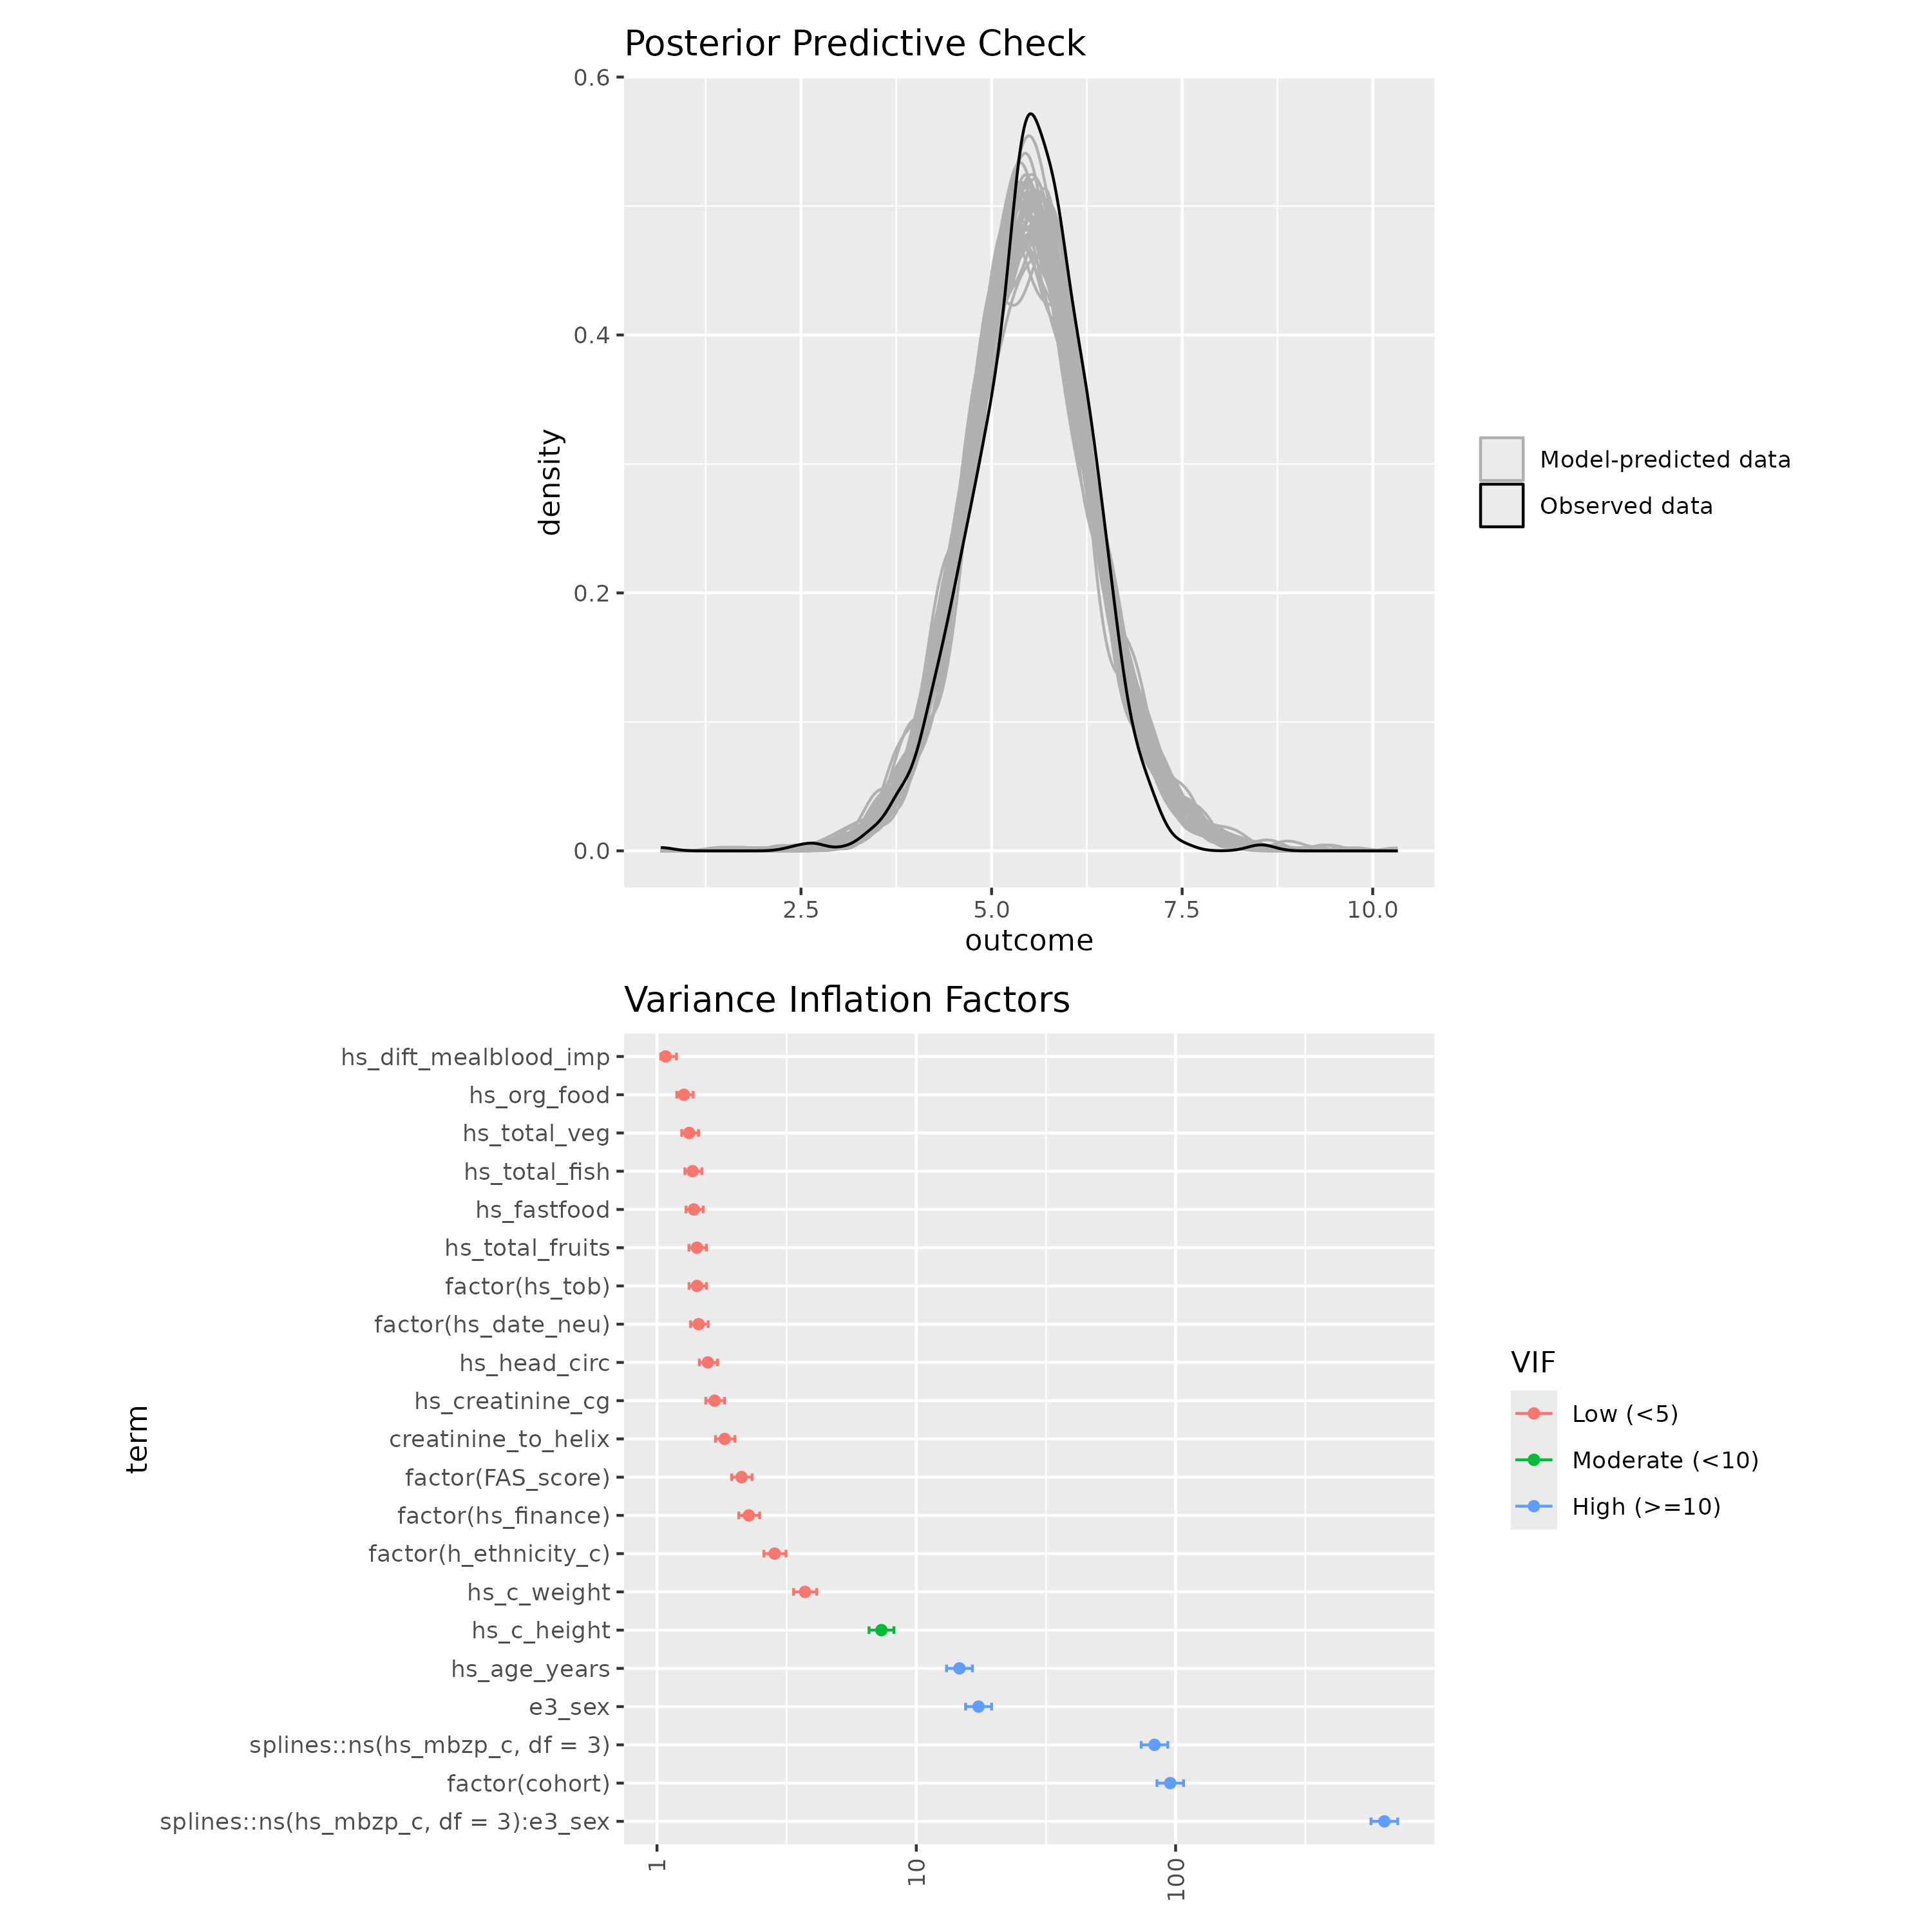 Posterior Predictive Check
0.6
0.4
0.2
0.0
density
2.5 5.0 7.5 10.0
outcome
Model-predicted data
Observed data
Variance Inflation Factors
term
hs_dift_mealblood_imp
hs_org_food
hs_total_veg
hs_total_fish
hs_fastfood
hs_total_fruits
factor(hs_tob)
factor(hs_date_neu)
hs_head_circ
hs_creatinine_cg
creatinine_to_helix
factor(FAS_score)
factor(hs_finance)
factor(h_ethnicity_c)
hs_c_weight
hs_c_height
hs_age_years
e3_sex
splines::ns(hs_mbzp_c, df = 3)
factor(cohort)
splines::ns(hs_mbzp_c, df = 3):e3_sex
1 10 100
VIF
Low (<5)
Moderate (<10)
High (>=10)